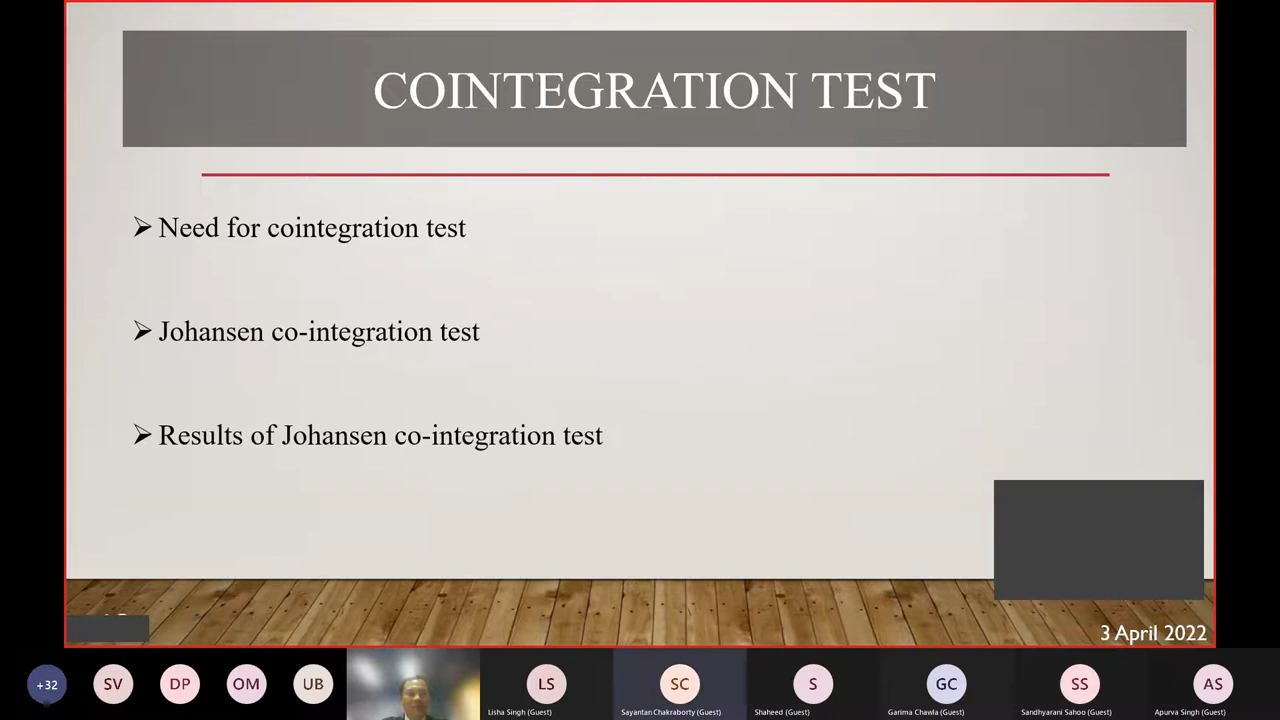 COINTEGRATION TEST
Need for cointegration test
Johansen co-integration test
Results of Johansen co-integration test
3 April 2022
+32
SV
DP
OM
UB
LS
SC
S
GC
SS
AS
Lisha Singh (Guest)
Sayantan Chakraborty (Guest)
Shaheed (Guest)
Garima Chawla (Guest)
Sandhyarani Sahoo (Guest)
Apurva Singh (Guest)